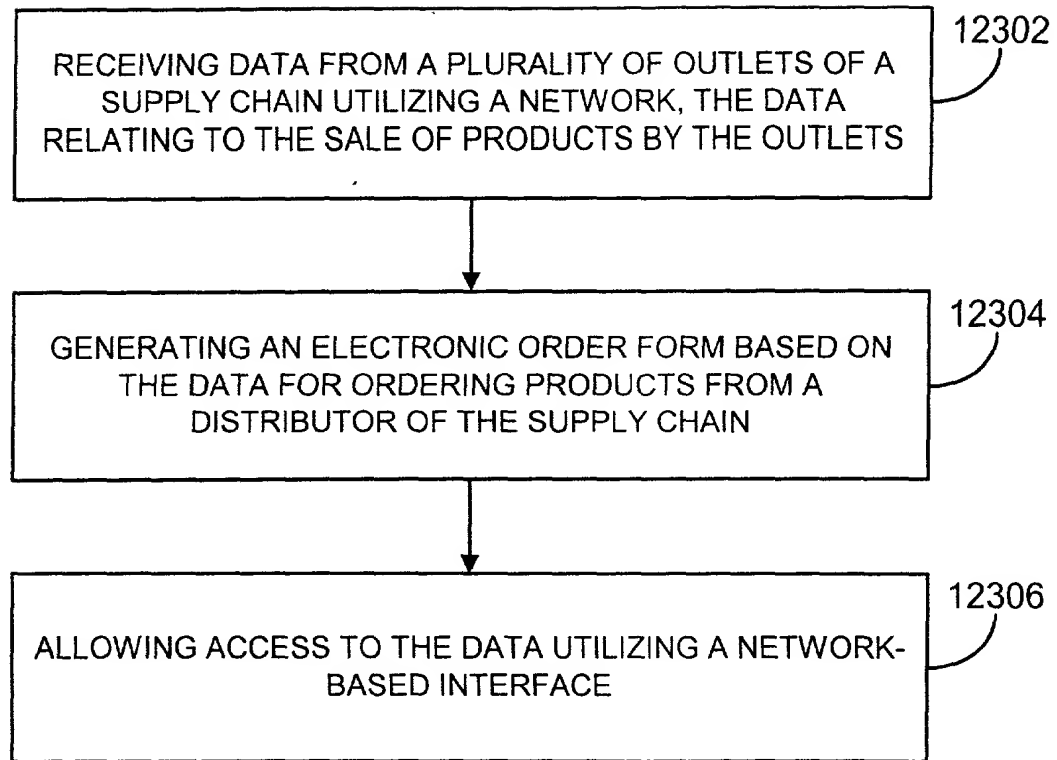 12302
RECEIVING DATA FROM A PLURALITY OF OUTLETS OF A
SUPPLY CHAIN UTILIZING A NETWORK, THE DATA
RELATING TO THE SALE OF PRODUCTS BY THE OUTLETS
12304
GENERATING AN ELECTRONIC ORDER FORM BASED ON
THE DATA FOR ORDERING PRODUCTS FROM A
DISTRIBUTOR OF THE SUPPLY CHAIN
12306
ALLOWING ACCESS TO THE DATA UTILIZING A NETWORK-
BASED INTERFACE